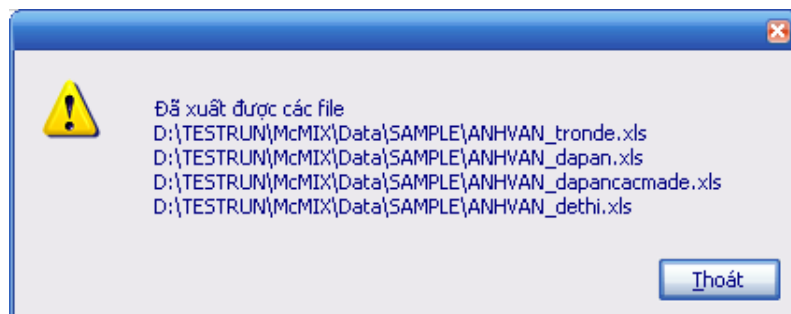 Đã xuất được các file
D:\TESTRUN\McMIX\Data\SAMPLE\ANHVAN_tronde.xls
D:\TESTRUN\McMIX\Data\SAMPLE\ANHVAN_dapan.xls
D:\TESTRUN\McMIX\Data\SAMPLE\ANHVAN_dapancacmade.xls
D:\TESTRUN\McMIX\Data\SAMPLE\ANHVAN_dethi.xls
Thoát